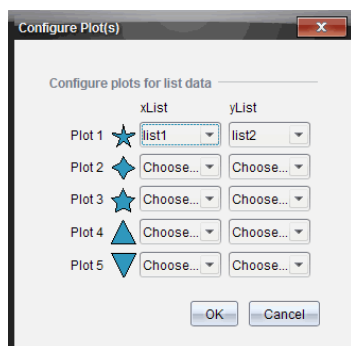 Configure Plot(s)
Configure plots for list data
xList yList
Plot 1 list1 list2
Plot 2 Choose... Choose...
Plot 3 Choose... Choose...
Plot 4 Choose... Choose...
Plot 5 Choose... Choose...
OK Cancel